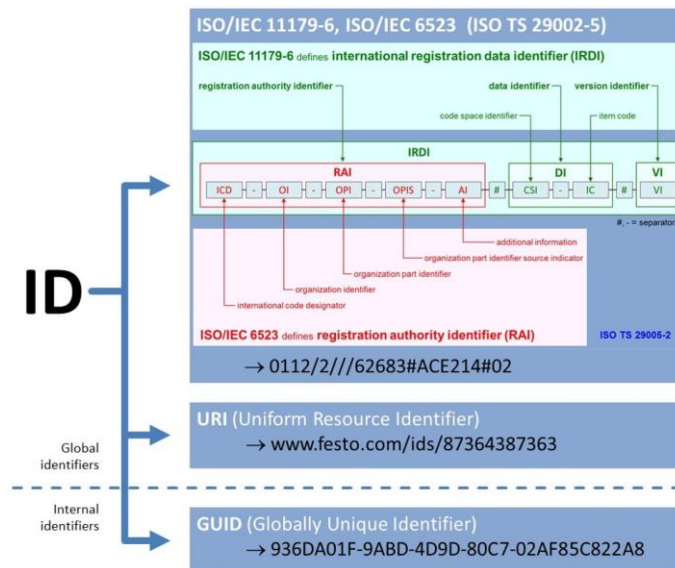 ISO/IEC 11179-6, ISO/IEC 6523 (ISO TS 29002-5)
ISO/IEC 11179-6 defines international registration data identifier (IRDI)
registration authority identifier
data identifier
version identifier
code space identifier
item code
IRDI
RAI
DI
VI
ICD - OI - OPI - OPIS - AI # CSI - IC # VI
#, - = separator
additional information
organization part identifier source indicator
organization part identifier
organization identifier
international code designator
ISO/IEC 6523 defines registration authority identifier (RAI)
ISO TS 29005-2
→ 0112/2///62683#ACE214#02
ID
URI (Uniform Resource Identifier)
→ www.festo.com/ids/87364387363
Global
identifiers
Internal
identifiers
GUID (Globally Unique Identifier)
→ 936DA01F-9ABD-4D9D-80C7-02AF85C822A8